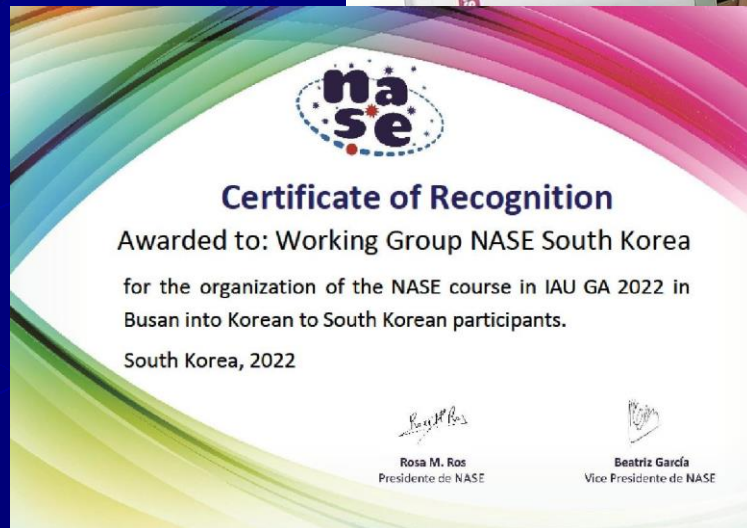 na
se
Certificate of Recognition
Awarded to: Working Group NASE South Korea
for the organization of the NASE course in IAU GA 2022 in
Busan into Korean to South Korean participants.
South Korea, 2022
Rosa M. Ros
Beatriz García
Presidente de NASE
Vice Presidente de NASE